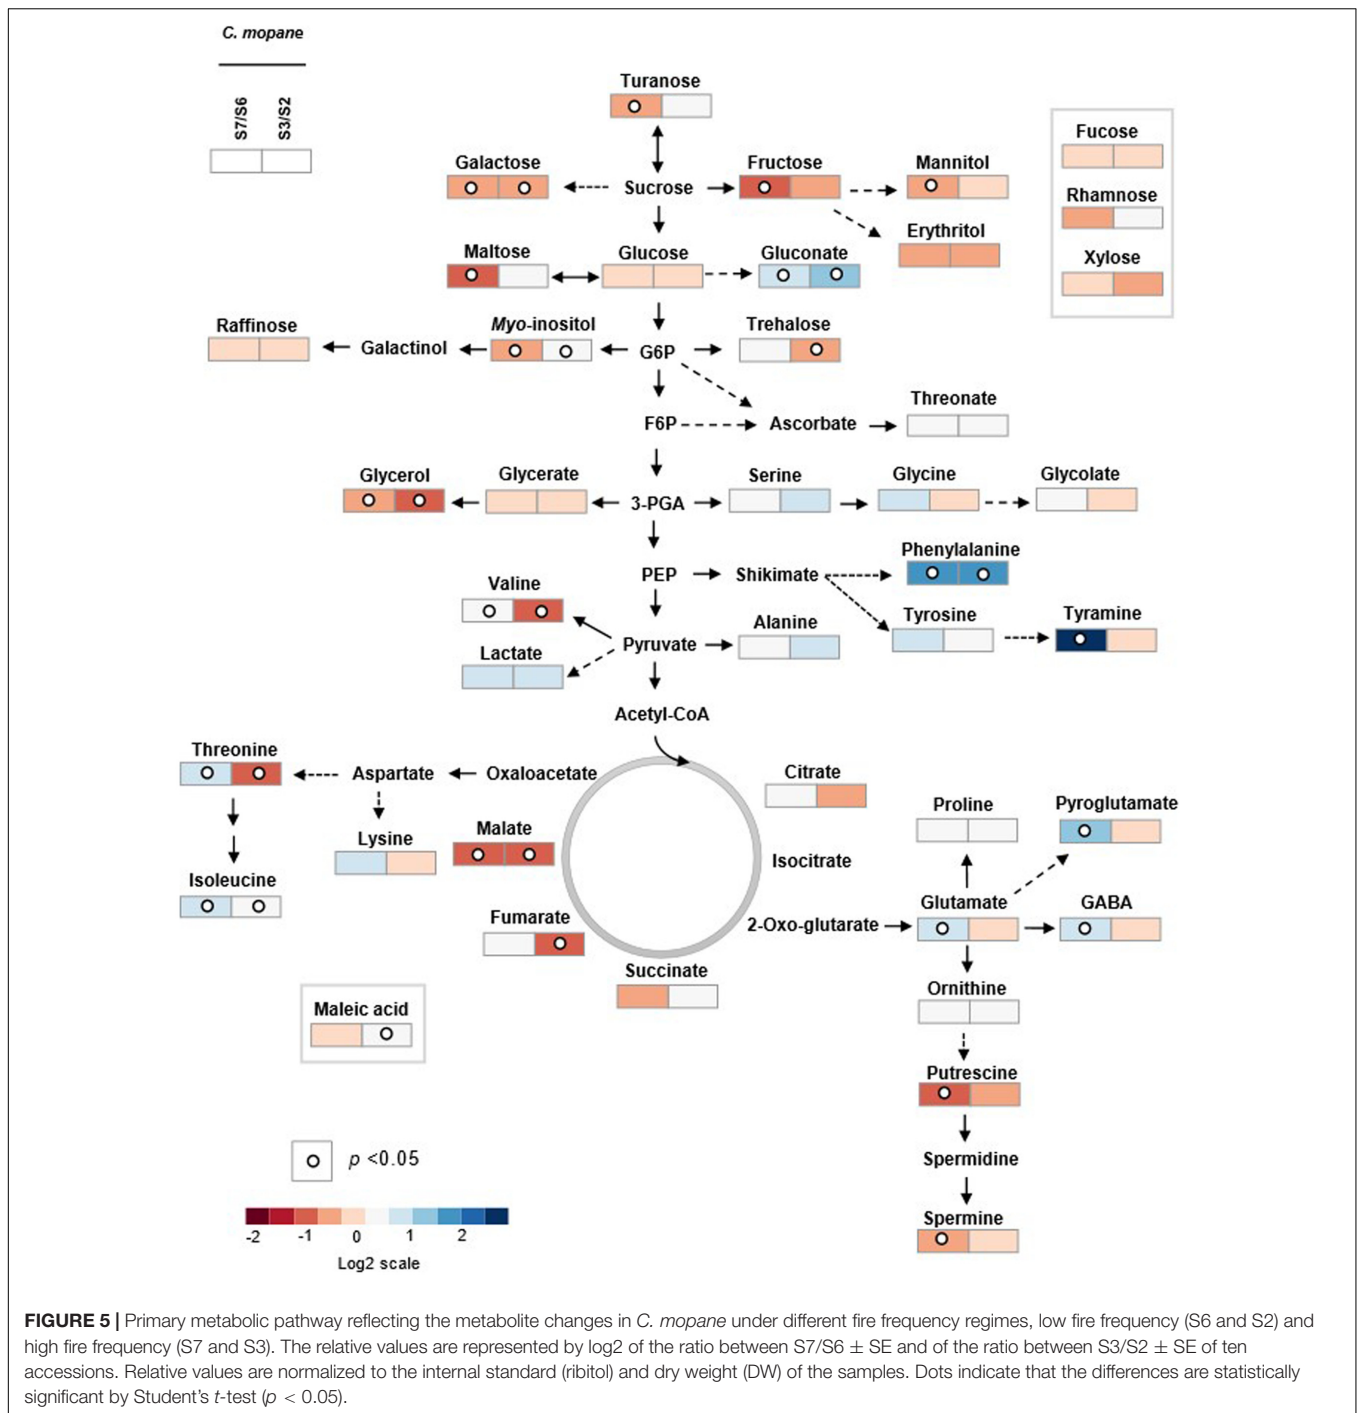 C. mopane
S7/S6
S3/S2
Turanose
Galactose
Sucrose
Fructose
Mannitol
Erythritol
Fucose
Rhamnose
Xylose
Maltose
Glucose
Gluconate
Raffinose
Galactinol
Myo-inositol
G6P
Trehalose
F6P
Ascorbate
Threonate
Glycerol
Glycerate
3-PGA
Serine
Glycine
Glycolate
PEP
Shikimate
Phenylalanine
Valine
Tyrosine
Tyramine
Lactate
Pyruvate
Alanine
Acetyl-CoA
Threonine
Aspartate
Oxaloacetate
Citrate
Lysine
Malate
Isocitrate
Proline
Pyroglutamate
Isoleucine
Fumarate
2-Oxo-glutarate
Glutamate
GABA
Succinate
Ornithine
Maleic acid
Putrescine
Spermidine
Spermine
p <0.05
-2 -1 0 1 2
Log2 scale
FIGURE 5 | Primary metabolic pathway reflecting the metabolite changes in C. mopane under different fire frequency regimes, low fire frequency (S6 and S2) and
high fire frequency (S7 and S3). The relative values are represented by log2 of the ratio between S7/S6 ± SE and of the ratio between S3/S2 ± SE of ten
accessions. Relative values are normalized to the internal standard (ribitol) and dry weight (DW) of the samples. Dots indicate that the differences are statistically
significant by Student's t-test (p < 0.05).